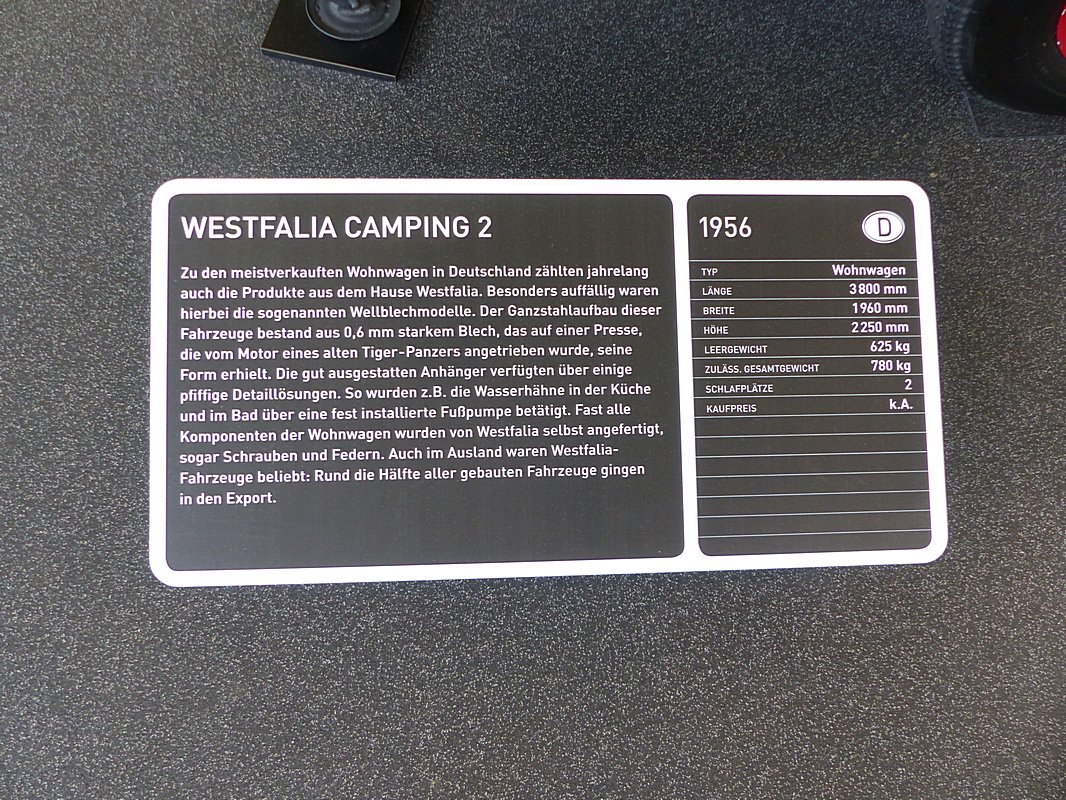 WESTFALIA CAMPING 2
Zu den meistverkauften Wohnwagen in Deutschland zählten jahrelang
auch die Produkte aus dem Hause Westfalia. Besonders auffällig waren
hierbei die sogenannten Wellblechmodelle. Der Ganzstahlaufbau dieser
Fahrzeuge bestand aus 0,6 mm starkem Blech, das auf einer Presse,
die vom Motor eines alten Tiger-Panzers angetrieben wurde, seine
Form erhielt. Die gut ausgestatten Anhänger verfügten über einige
pfiffige Detaillösungen. So wurden z.B. die Wasserhähne in der Küche
und im Bad über eine fest installierte Fußpumpe betätigt. Fast alle
Komponenten der Wohnwagen wurden von Westfalia selbst angefertigt,
sogar Schrauben und Federn. Auch im Ausland waren Westfalia-
Fahrzeuge beliebt: Rund die Hälfte aller gebauten Fahrzeuge gingen
in den Export.
1956 D
TYP Wohnwagen
LÄNGE 3800 mm
BREITE 1960 mm
HÖHE 2250 mm
LEERGEWICHT 625 kg
ZULÄSS. GESAMTGEWICHT 780 kg
SCHLAFPLÄTZE 2
KAUFPREIS k.A.